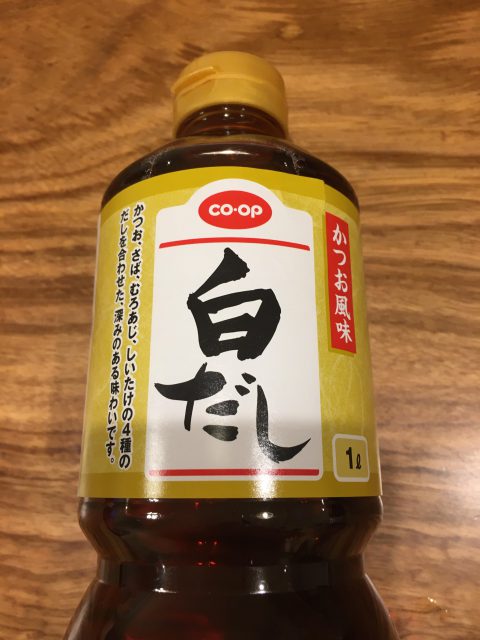 CO·OP
かつお風味
白だし
かつお、さば、むろあじ、しいたけの4種の
だしを合わせた、深みのある味わいです。
1ℓ